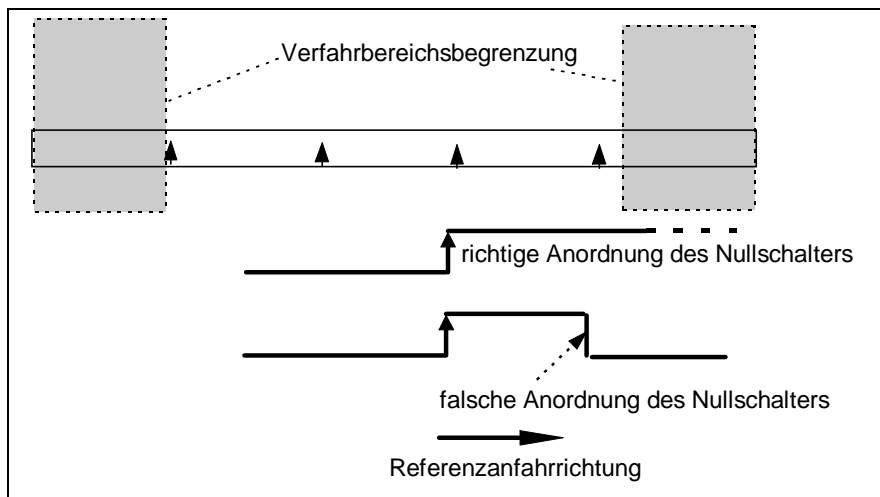 Verfahrbereichsbegrenzung
richtige Anordnung des Nullschalters
falsche Anordnung des Nullschalters
Referenzanfahrrichtung